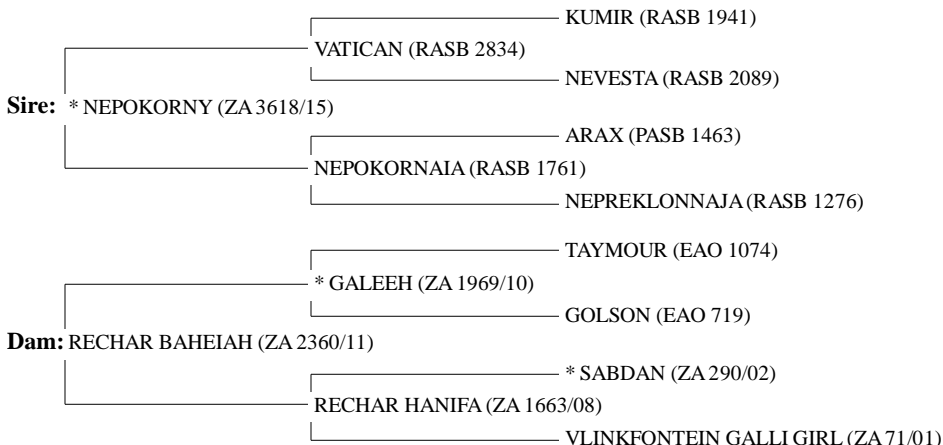 KUMIR (RASB 1941)
VATICAN (RASB 2834)
NEVESTA (RASB 2089)
Sire: * NEPOKORNY (ZA 3618/15)
ARAX (PASB 1463)
NEPOKORNAIA (RASB 1761)
NEPREKLONNAJA (RASB 1276)
TAYMOUR (EAO 1074)
* GALEEH (ZA 1969/10)
GOLSON (EAO 719)
Dam: RECHAR BAHEIAH (ZA 2360/11)
* SABDAN (ZA 290/02)
RECHAR HANIFA (ZA 1663/08)
VLINKFONTEIN GALLI GIRL (ZA 71/01)